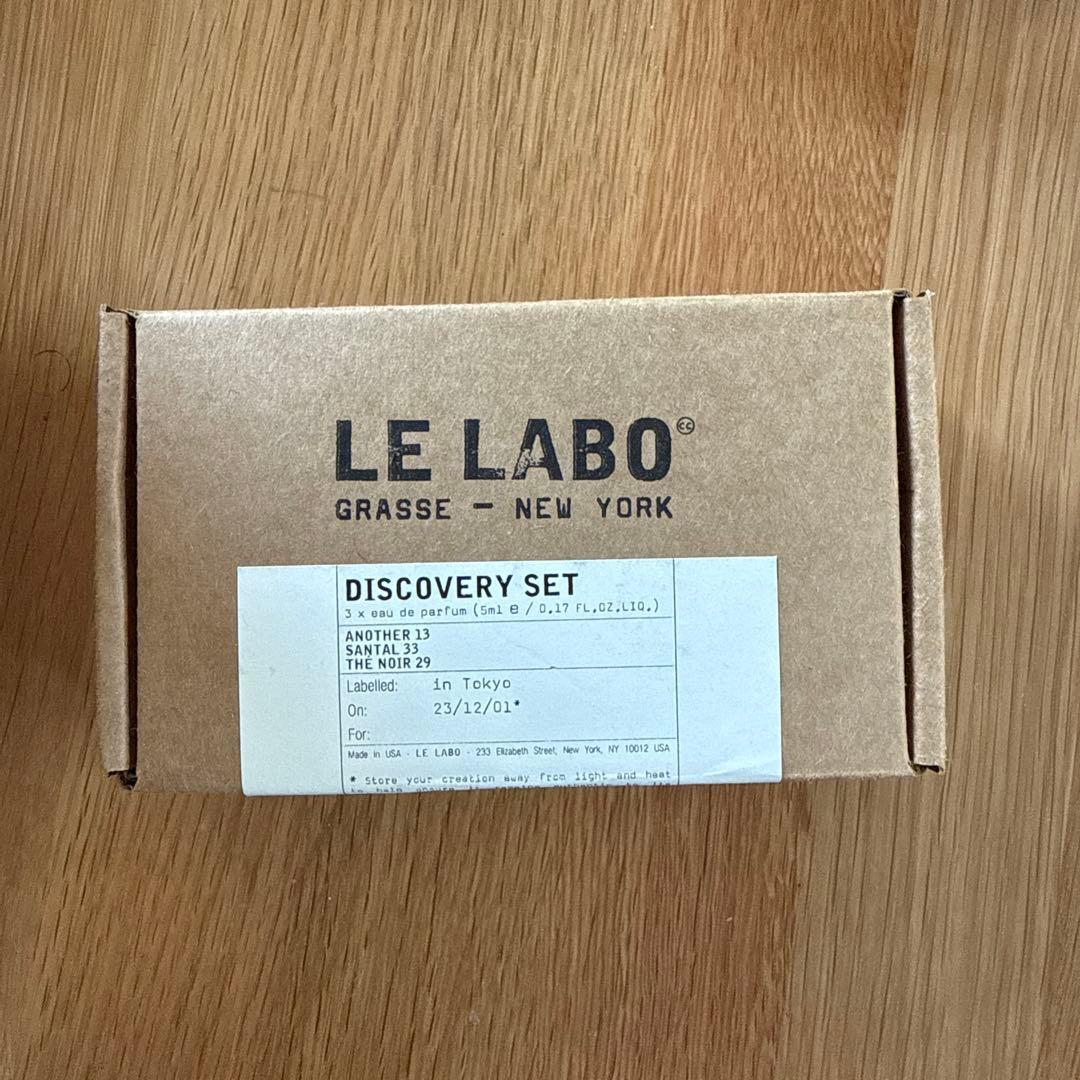 LE LABO
GRASSE – NEW YORK
DISCOVERY SET
3 x eau de parfum (5ml ℮ / 0.17 FL.OZ.LIQ.)
ANOTHER 13
SANTAL 33
THÉ NOIR 29
Labelled: in Tokyo
On: 23/12/01*
For:
Made in USA - LE LABO - 233 Elizabeth Street, New York, NY 10012 USA
* Store your creation away from light and heat